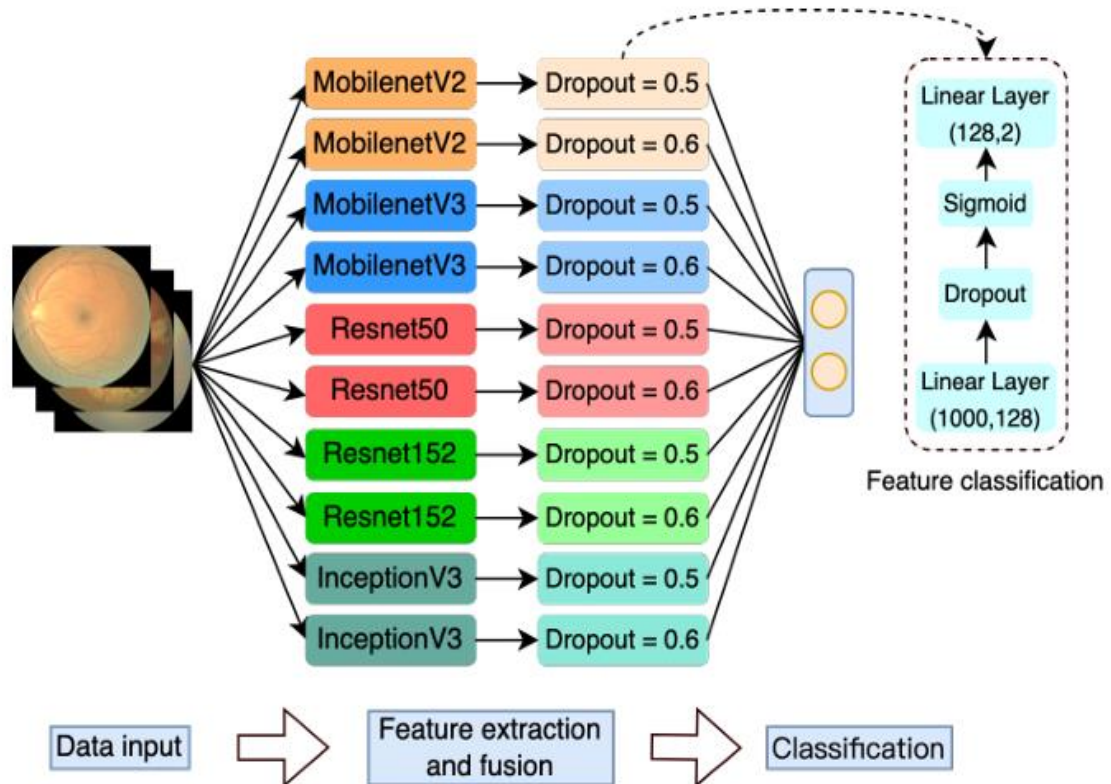 MobilenetV2
Dropout = 0.5
MobilenetV2
Dropout = 0.6
MobilenetV3
Dropout = 0.5
MobilenetV3
Dropout = 0.6
Resnet50
Dropout = 0.5
Resnet50
Dropout = 0.6
Resnet152
Dropout = 0.5
Resnet152
Dropout = 0.6
InceptionV3
Dropout = 0.5
InceptionV3
Dropout = 0.6
Linear Layer
(128,2)
Sigmoid
Dropout
Linear Layer
(1000,128)
Feature classification
Data input
Feature extraction
and fusion
Classification